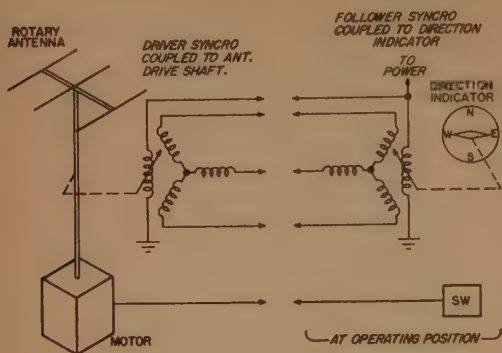 ROTARY
ANTENNA
DRIVER SYNCRO
COUPLED TO ANT.
DRIVE SHAFT.
FOLLOWER SYNCRO
COUPLED TO DIRECTION
INDICATOR
TO
POWER
DIRECTION
INDICATOR
N
W E
S
MOTOR
SW
AT OPERATING POSITION